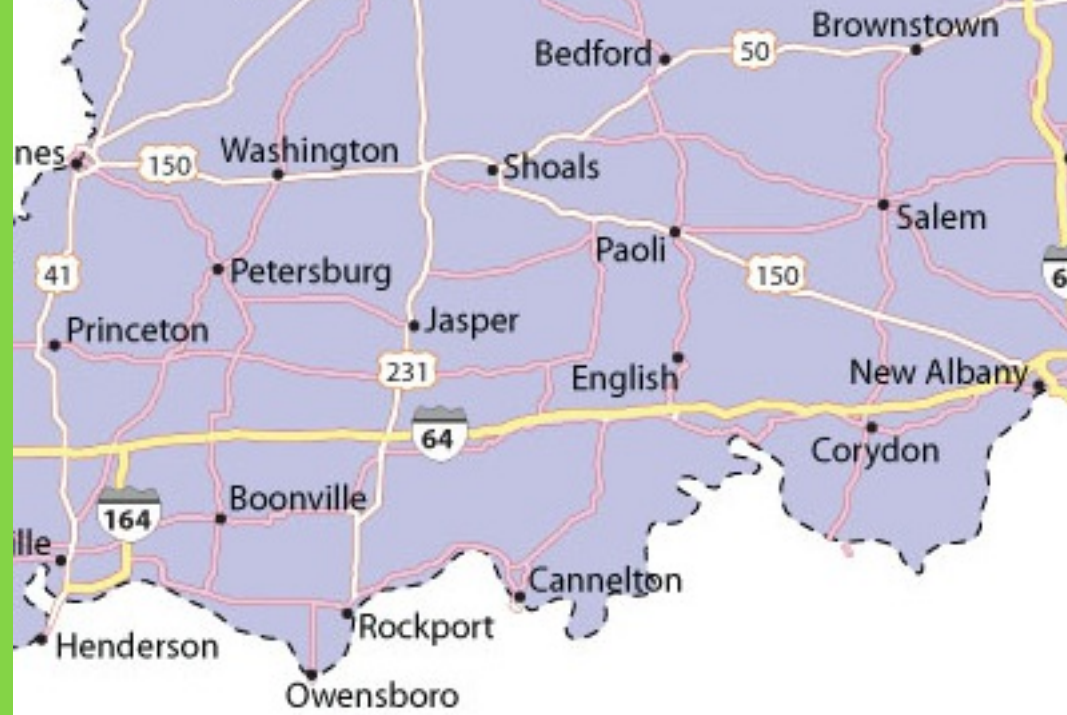 Brownstown
Bedford
50
nes
150
Washington
Shoals
Salem
Paoli
41
Petersburg
150
6
Princeton
Jasper
231
English
New Albany
64
Corydon
Boonville
164
ille
Cannelton
Rockport
Henderson
Owensboro